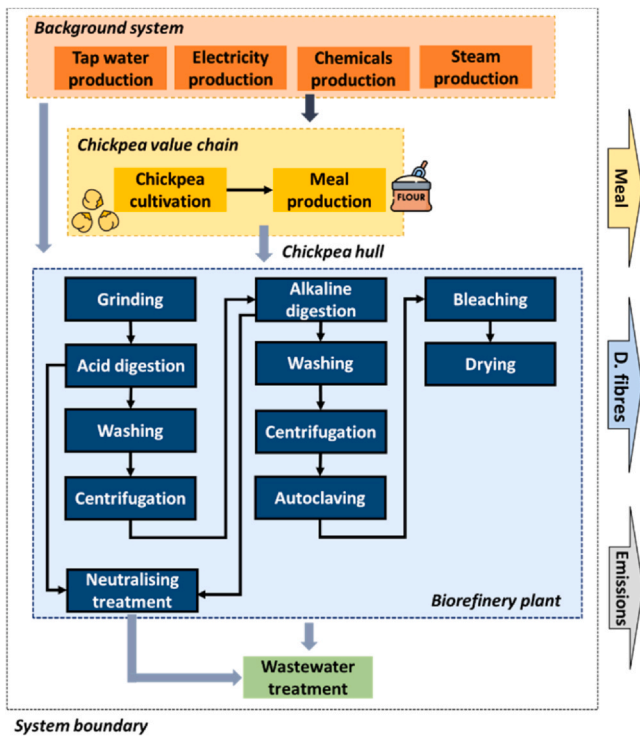 Background system
Tap water
production
Electricity
production
Chemicals
production
Steam
production
Chickpea value chain
Chickpea
cultivation
Meal
production
FLOUR
Chickpea hull
Grinding
Acid digestion
Washing
Centrifugation
Neutralising
treatment
Alkaline
digestion
Washing
Centrifugation
Autoclaving
Bleaching
Drying
Biorefinery plant
Wastewater
treatment
System boundary
Meal
D. fibres
Emissions